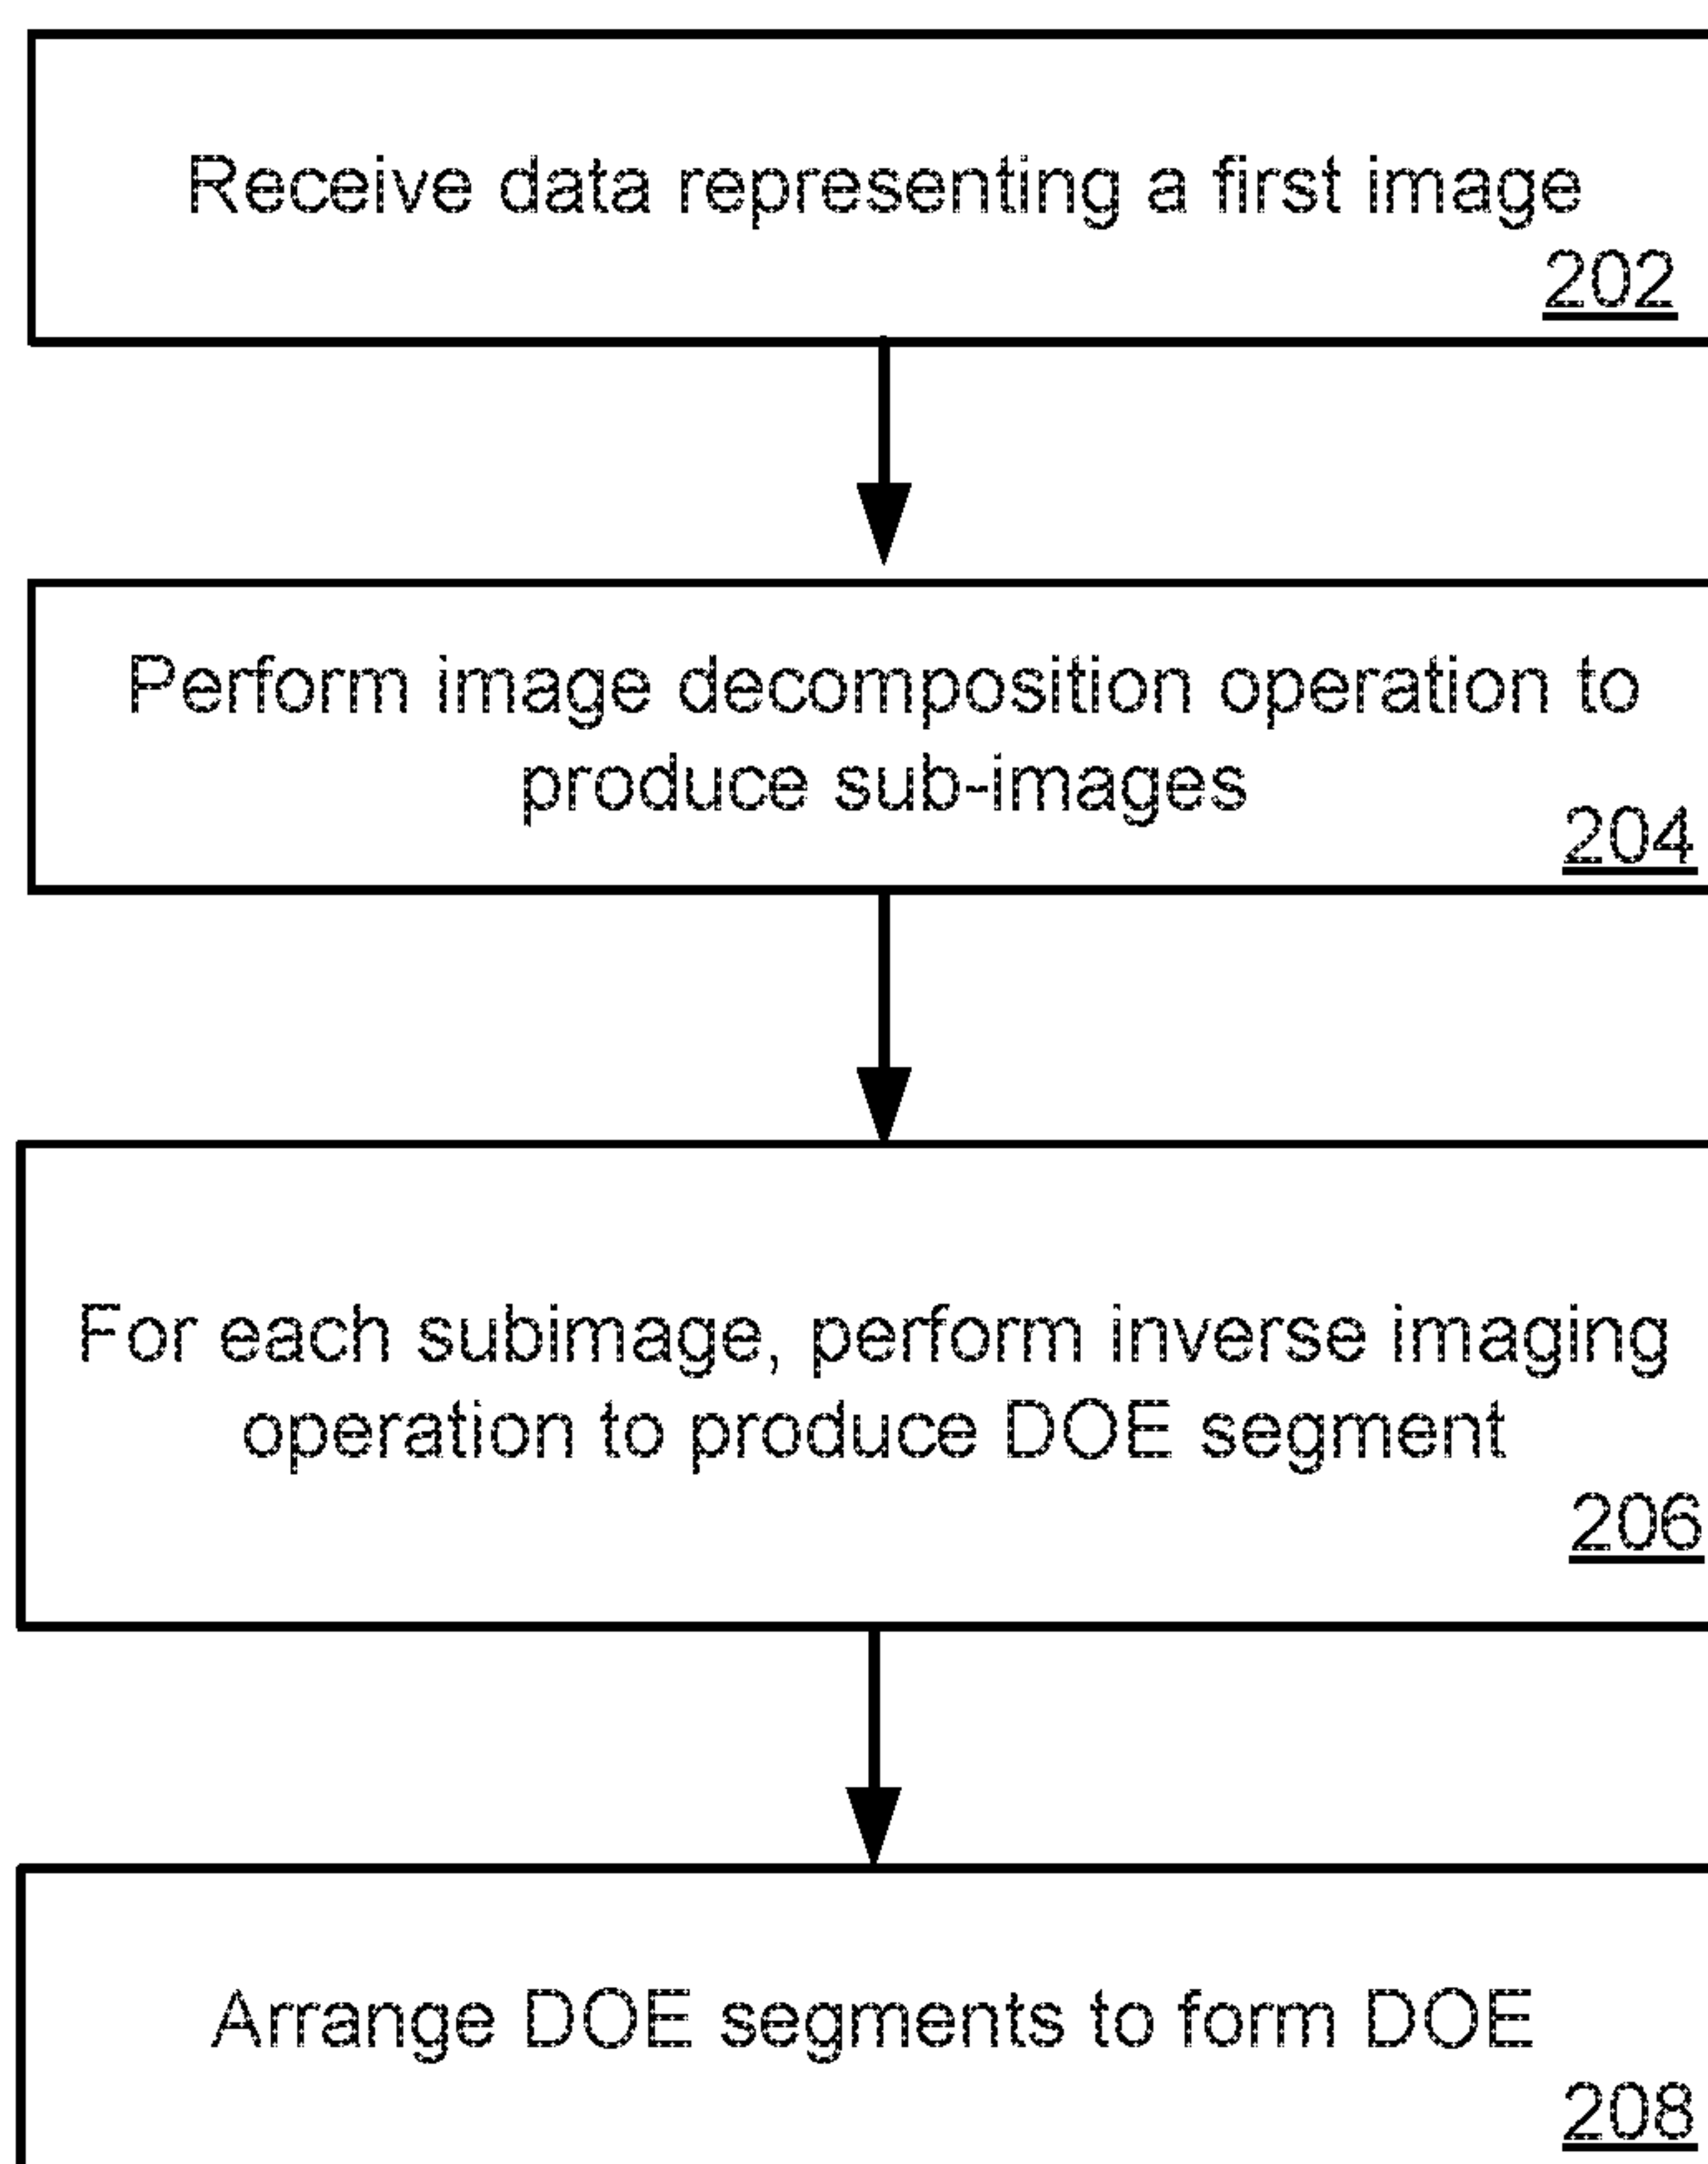 Receive data representing a first image
202
Perform image decomposition operation to
produce sub-images
204
For each subimage, perform inverse imaging
operation to produce DOE segment
206
Arrange DOE segments to form DOE
208